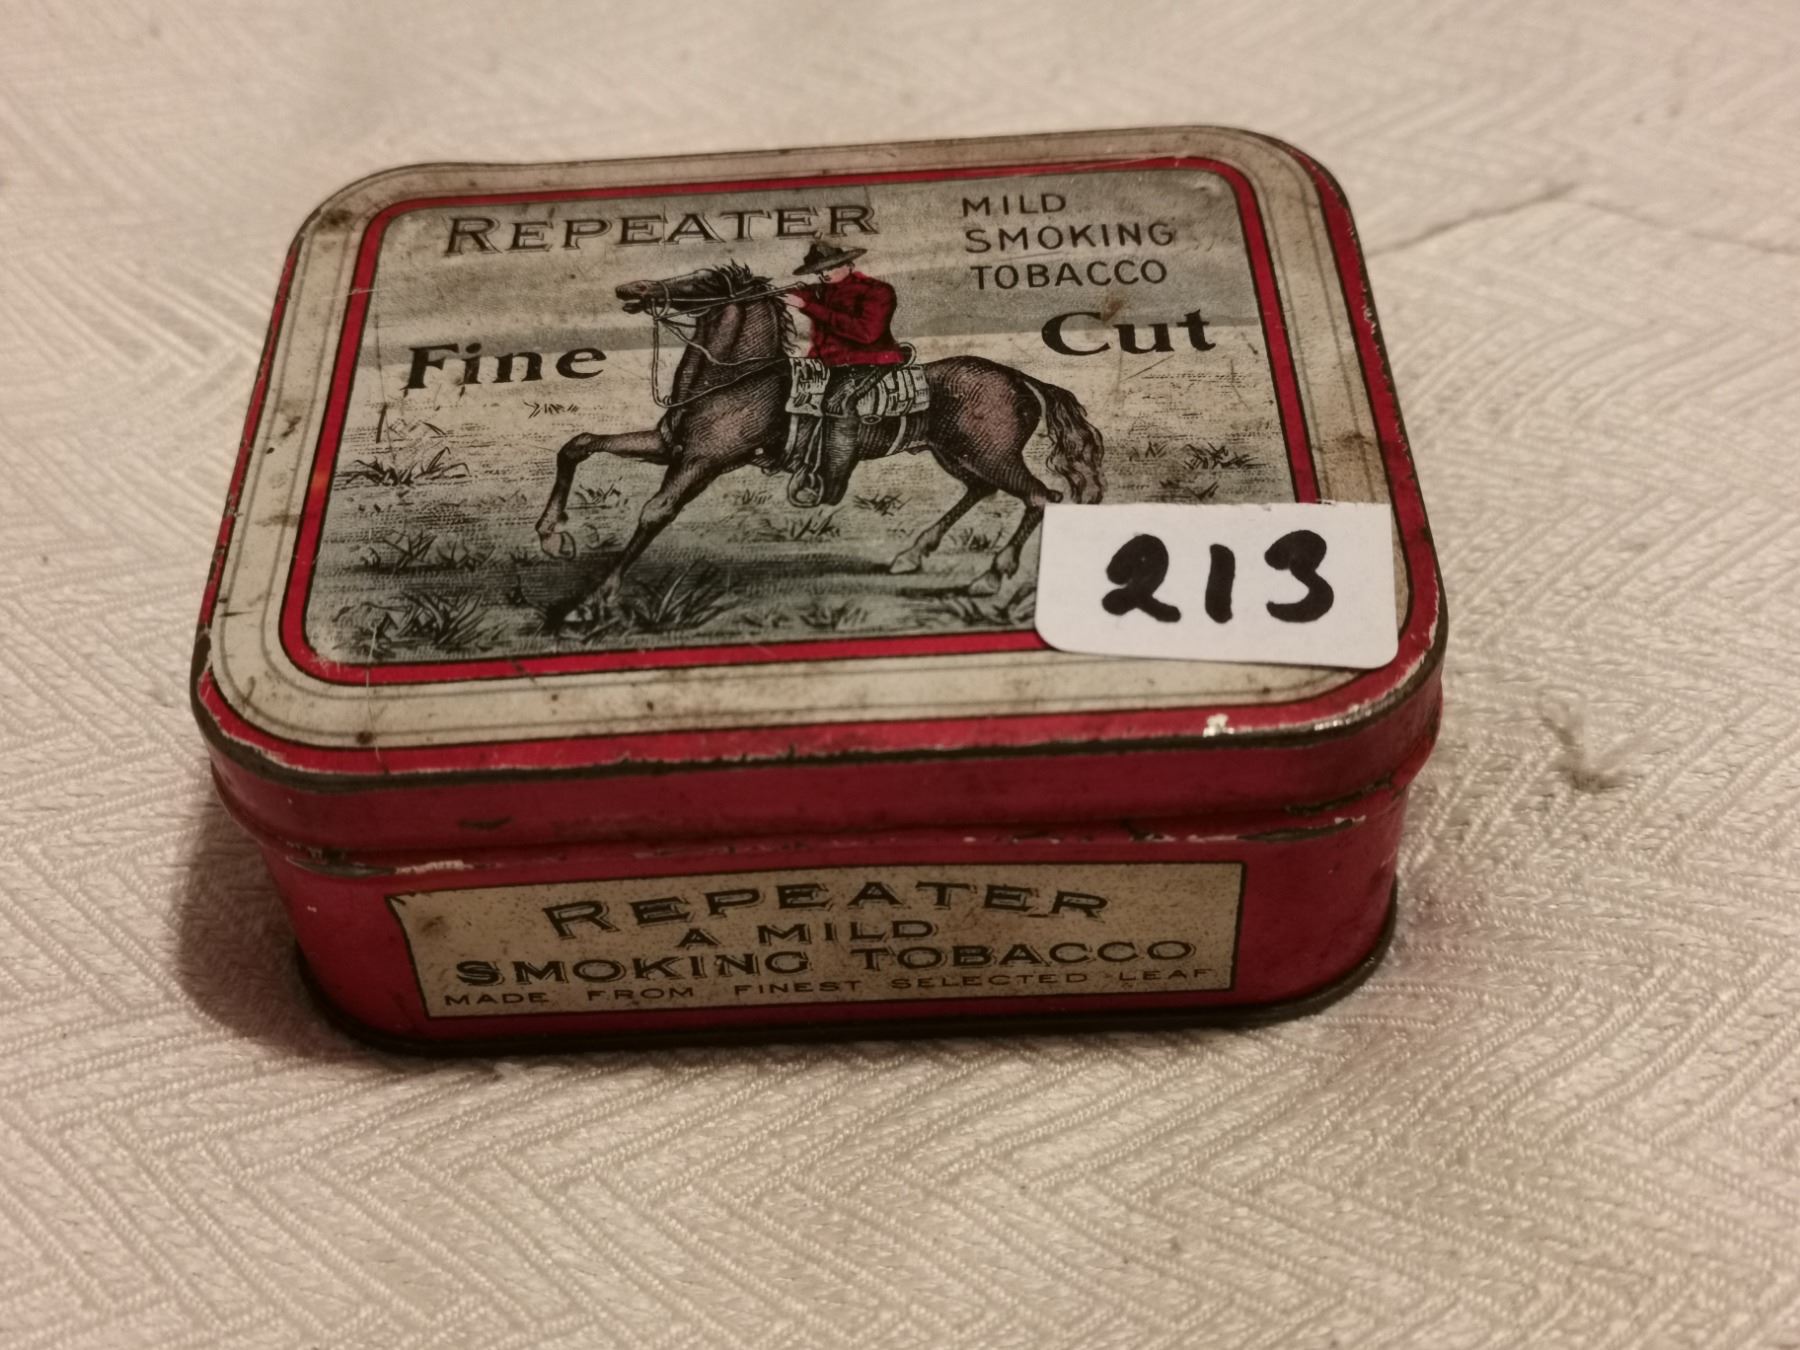 REPEATER
MILD
SMOKING
TOBACCO
Fine Cut
213
REPEATER
A MILD
SMOKING TOBACCO
MADE FROM FINEST SELECTED LEAF